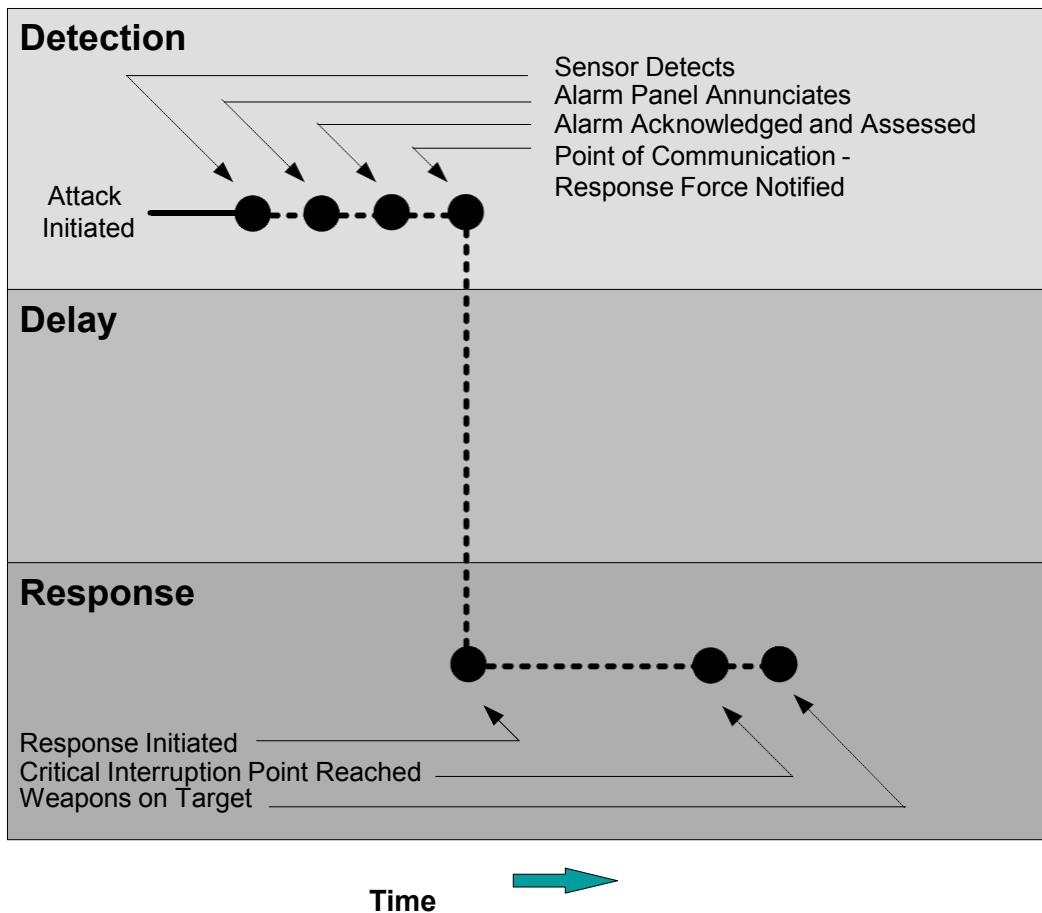 Detection
Sensor Detects
Alarm Panel Annunciates
Alarm Acknowledged and Assessed
Point of Communication -
Response Force Notified
Attack
Initiated
Delay
Response
Response Initiated
Critical Interruption Point Reached
Weapons on Target
Time